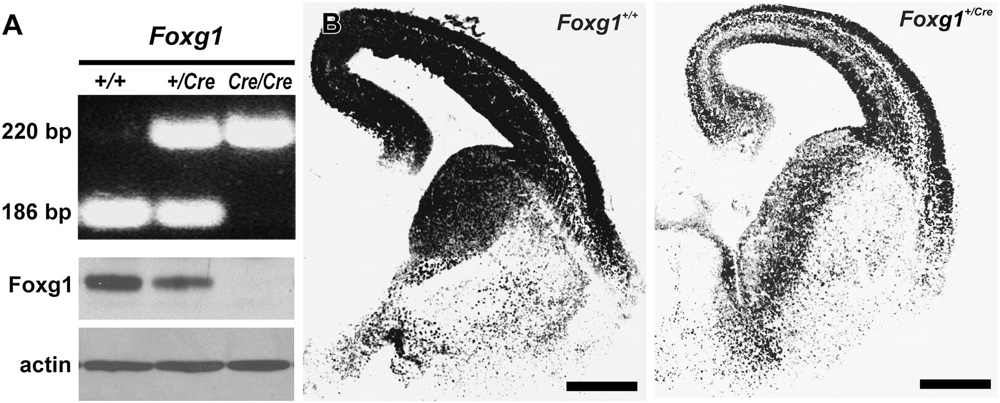 A
Foxg1
+/+ +/Cre Cre/Cre
220 bp
186 bp
Foxg1
actin
B
Foxg1+/+
Foxg1+/Cre